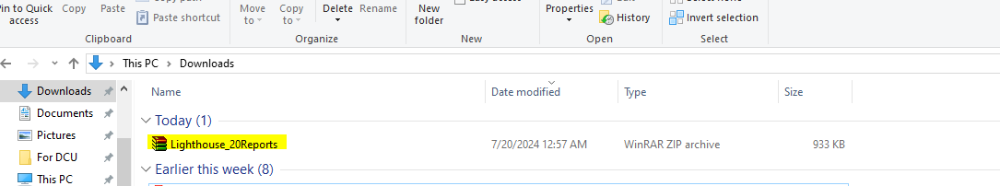 Pin to Quick access
Copy
Paste
Copy path
Paste shortcut
Clipboard
Move to
Copy to
Delete
Rename
Organize
New folder
Easy access
New
Properties
Edit
History
Open
Select none
Invert selection
Select
This PC > Downloads
Downloads
Documents
Pictures
For DCU
This PC
Name
Date modified
Type
Size
Today (1)
Lighthouse_20Reports
7/20/2024 12:57 AM
WinRAR ZIP archive
933 KB
Earlier this week (8)